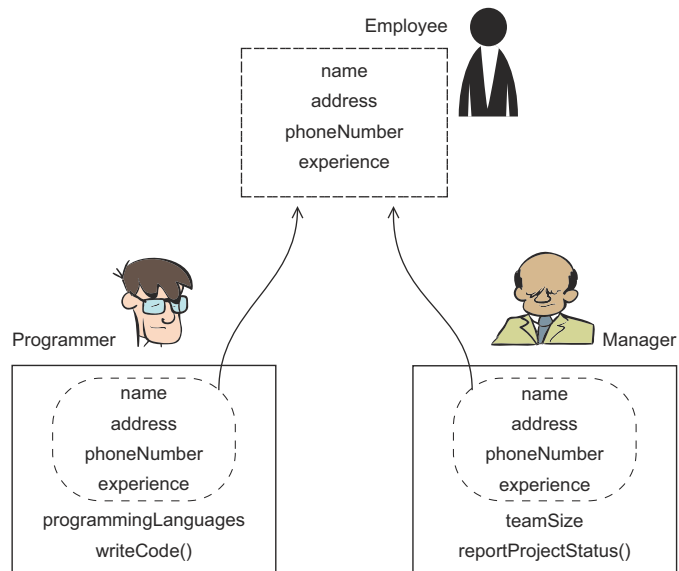 Employee
name
address
phoneNumber
experience
Programmer
name
address
phoneNumber
experience
programmingLanguages
writeCode()
Manager
name
address
phoneNumber
experience
teamSize
reportProjectStatus()